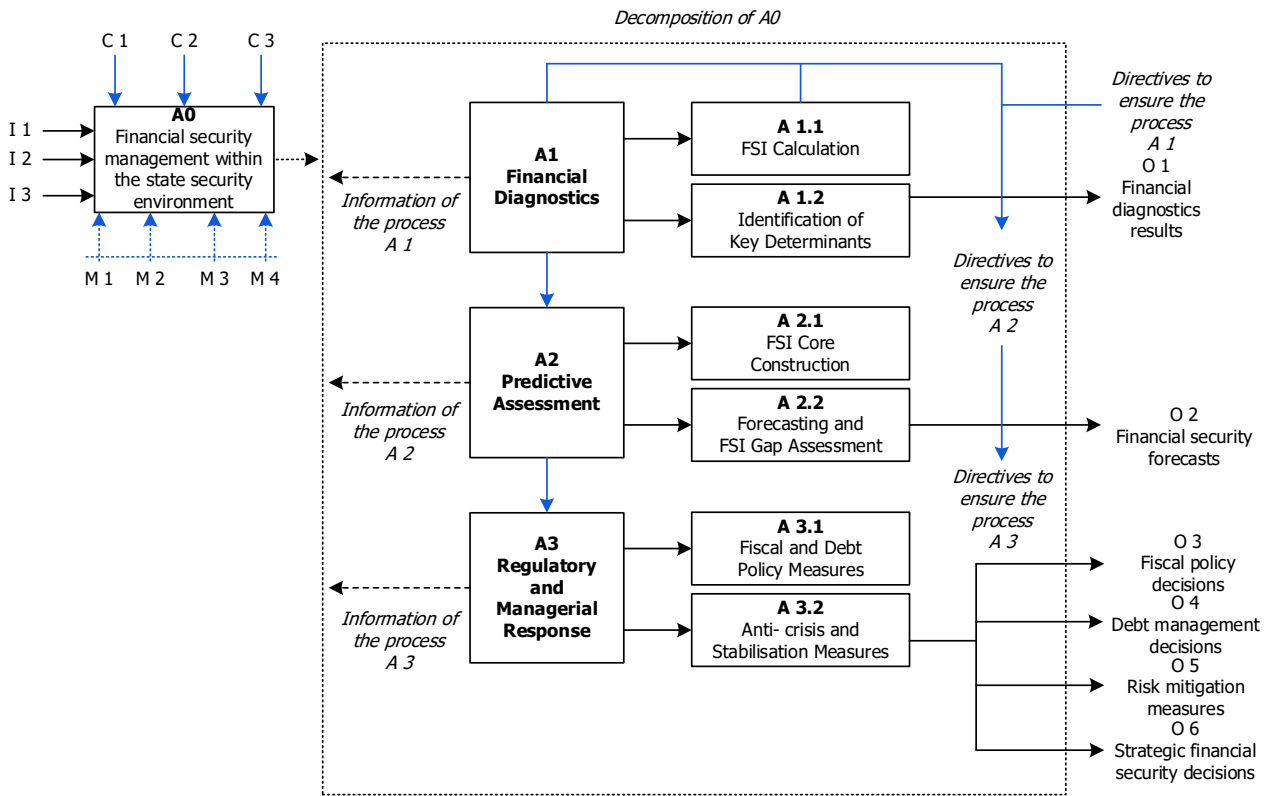 Decomposition of A0
C 1
C 2
C 3
I 1
I 2
I 3
A0
Financial security
management within
the state security
environment
M 1
M 2
M 3
M 4
A1
Financial
Diagnostics
Information of
the process
A 1
A 1.1
FSI Calculation
A 1.2
Identification of
Key Determinants
Directives to
ensure the
process
A 1
O 1
Financial
diagnostics
results
Directives to
ensure the
process
A 2
A2
Predictive
Assessment
Information of
the process
A 2
A 2.1
FSI Core
Construction
A 2.2
Forecasting and
FSI Gap Assessment
O 2
Financial security
forecasts
Directives to
ensure the
process
A 3
A3
Regulatory
and
Managerial
Response
Information of
the process
A 3
A 3.1
Fiscal and Debt
Policy Measures
A 3.2
Anti- crisis and
Stabilisation Measures
O 3
Fiscal policy
decisions
O 4
Debt management
decisions
O 5
Risk mitigation
measures
O 6
Strategic financial
security decisions